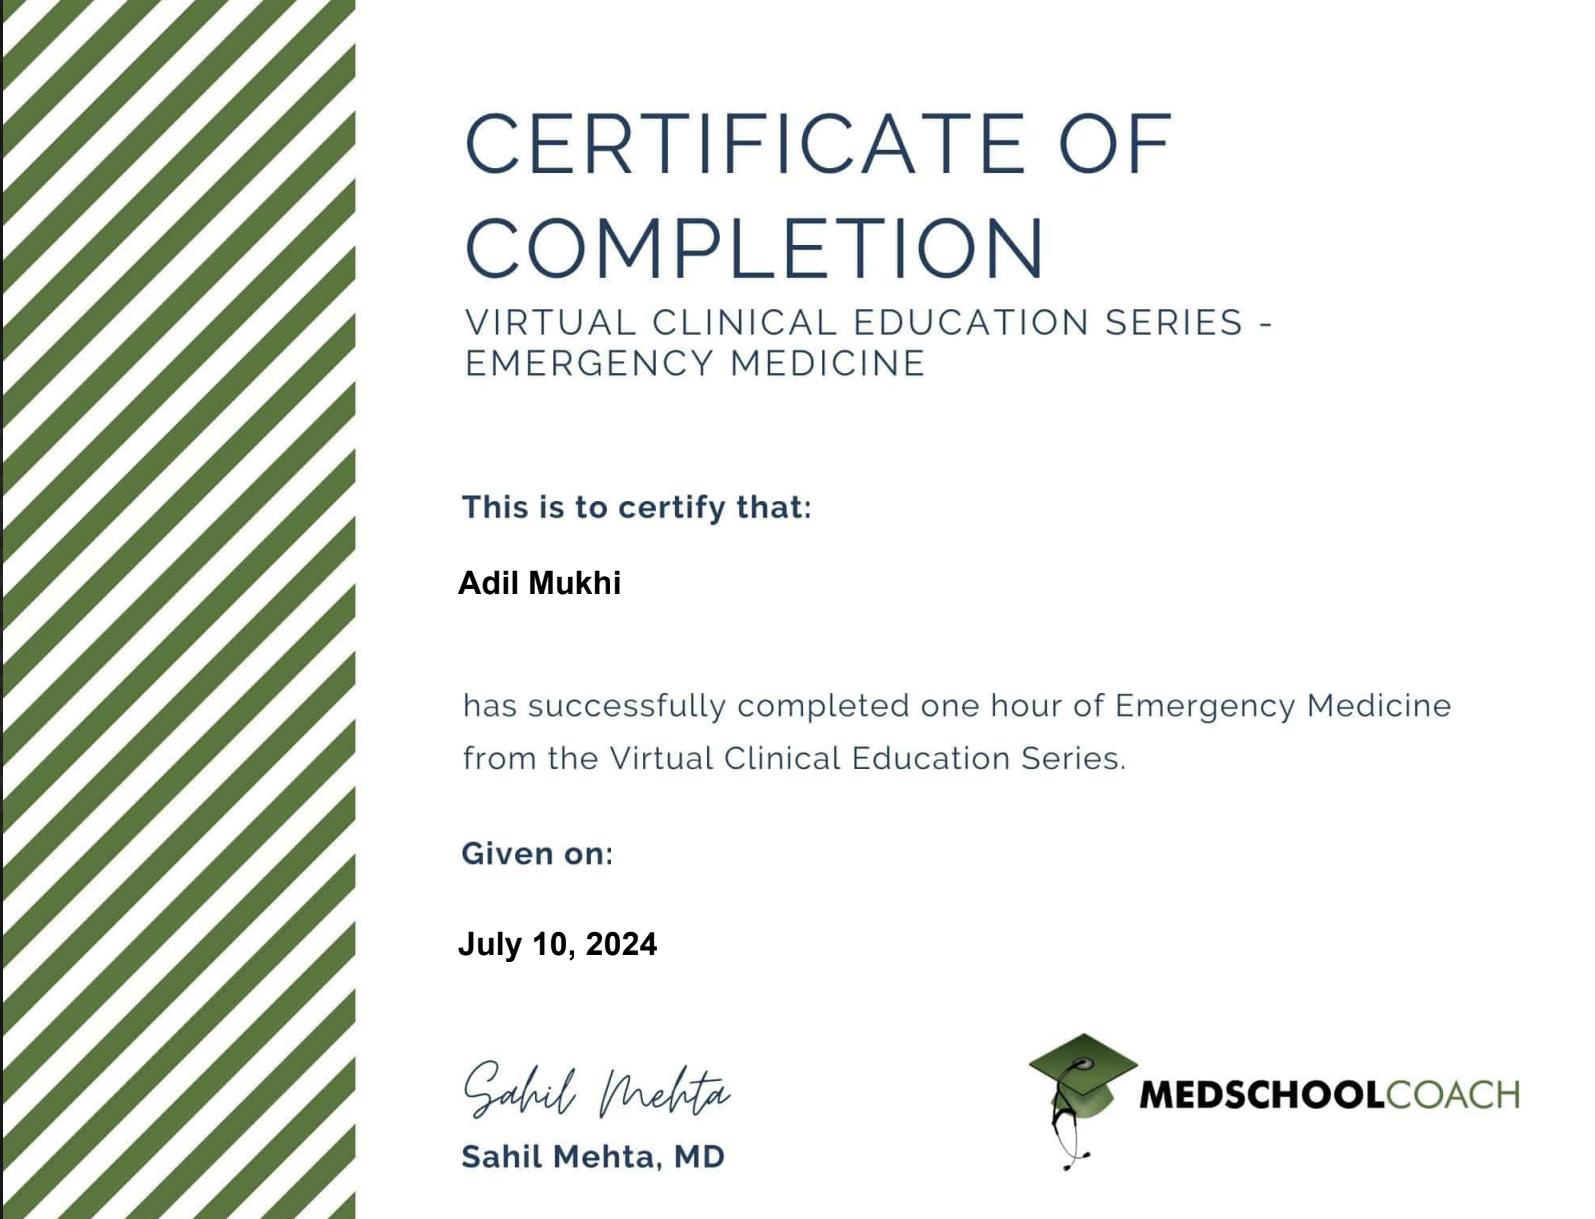 CERTIFICATE OF
COMPLETION
VIRTUAL CLINICAL EDUCATION SERIES -
EMERGENCY MEDICINE
This is to certify that:
Adil Mukhi
has successfully completed one hour of Emergency Medicine
from the Virtual Clinical Education Series.
Given on:
July 10, 2024
Sahil Mehta
Sahil Mehta, MD
MEDSCHOOLCOACH